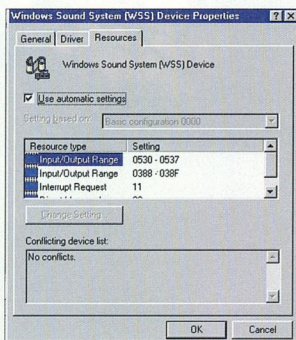 Windows Sound System (WSS) Device Properties
General Driver Resources
Windows Sound System (WSS) Device
Use automatic settings
Setting based on: Basic configuration 0000
Resource type Setting
Input/Output Range 0530 - 0537
Input/Output Range 0388 - 038F
Interrupt Request 11
Change Setting...
Conflicting device list:
No conflicts.
OK Cancel